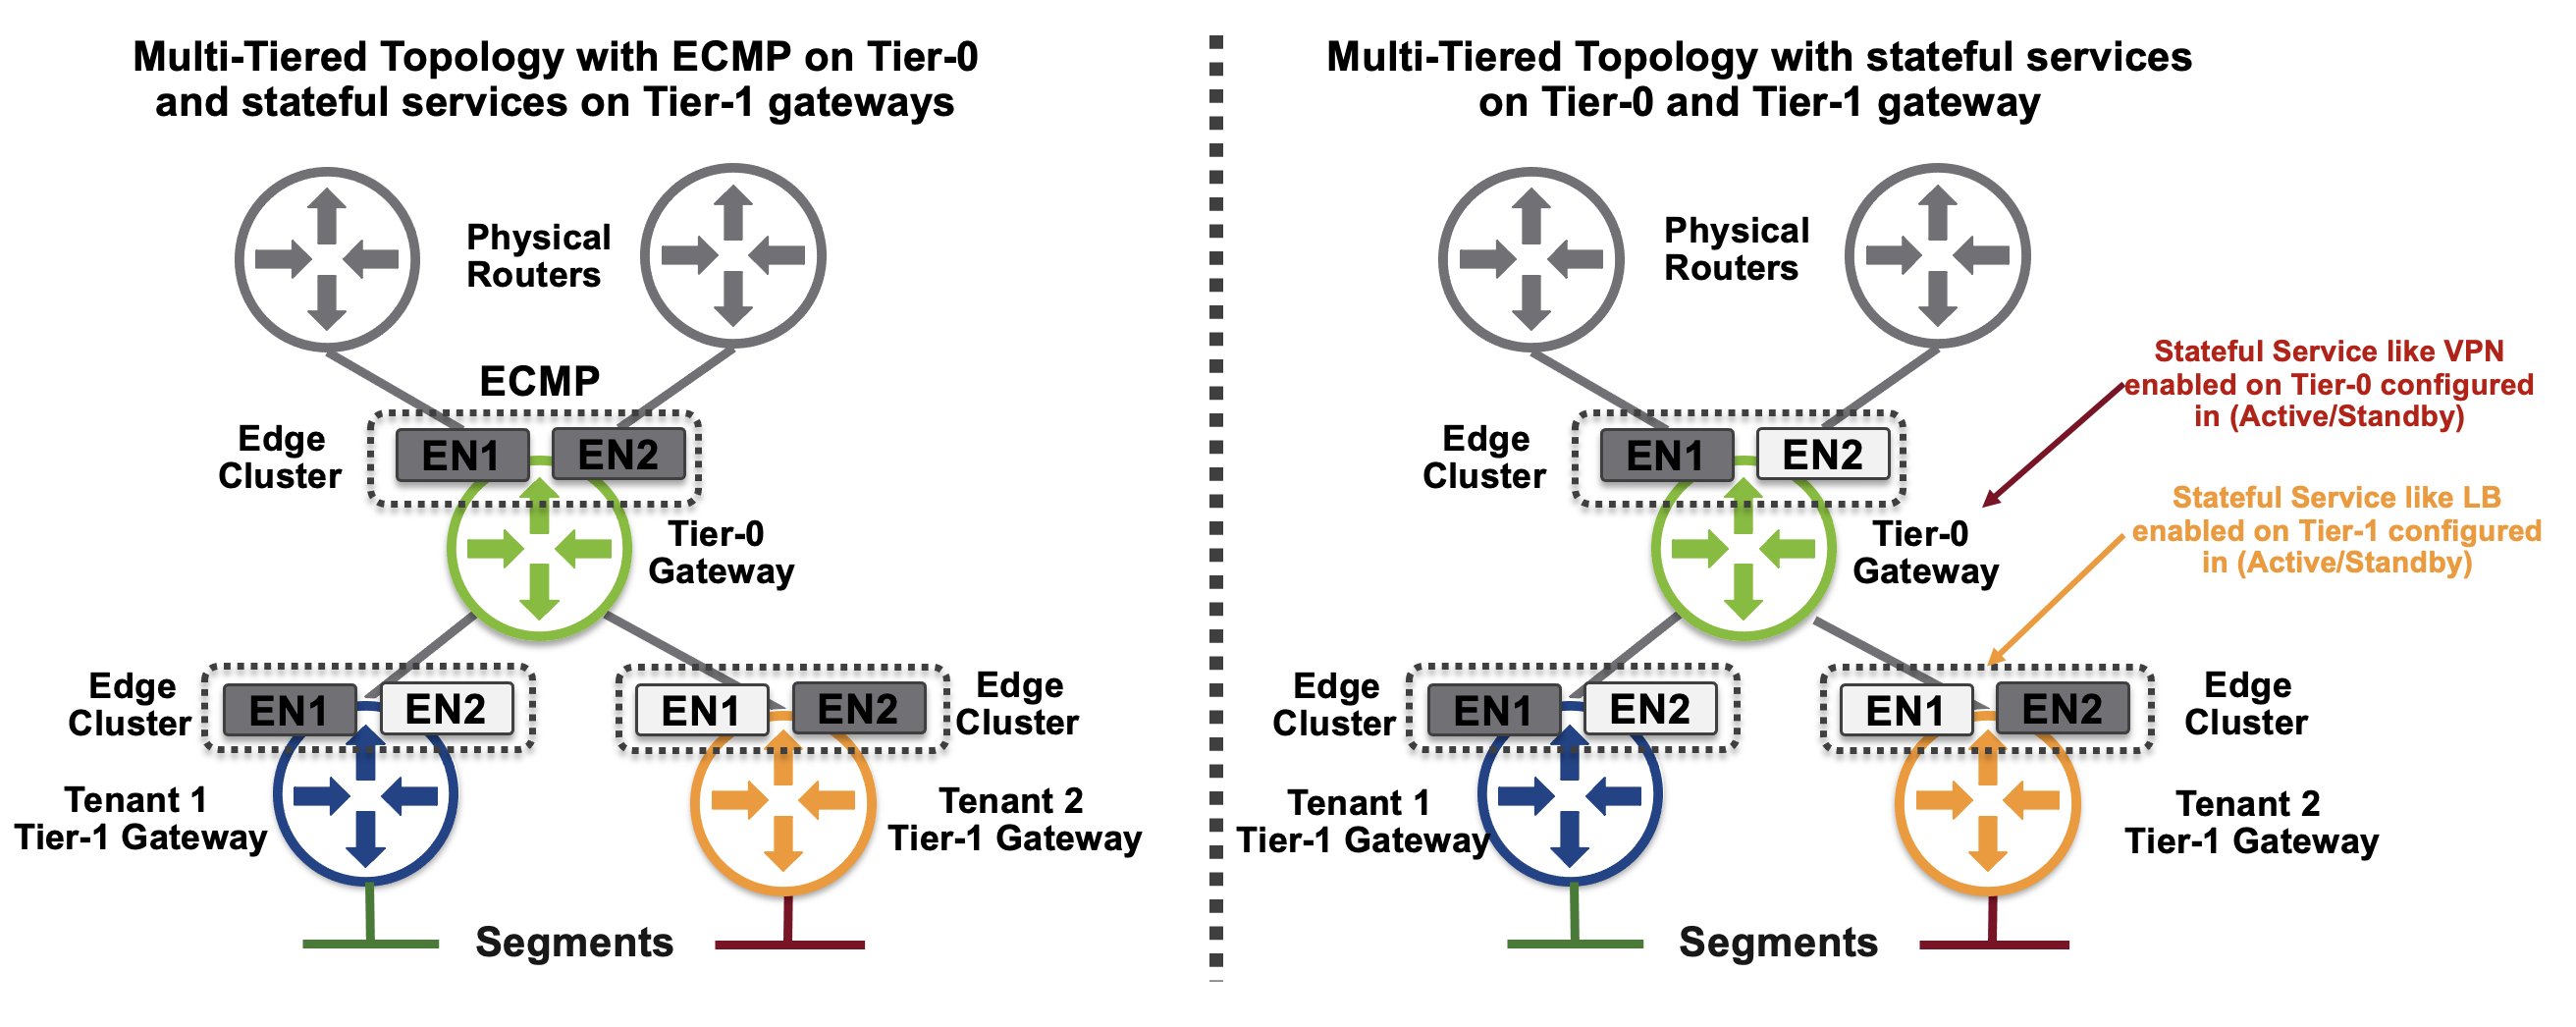 Multi-Tiered Topology with ECMP on Tier-0
and stateful services on Tier-1 gateways
Physical
Routers
ECMP
Edge
Cluster
EN1
EN2
Tier-0
Gateway
Edge
Cluster
EN1
EN2
EN1
EN2
Edge
Cluster
Tenant 1
Tier-1 Gateway
Tenant 2
Tier-1 Gateway
Segments
Multi-Tiered Topology with stateful services
on Tier-0 and Tier-1 gateway
Physical
Routers
Stateful Service like VPN
enabled on Tier-0 configured
in (Active/Standby)
Edge
Cluster
EN1
EN2
Stateful Service like LB
enabled on Tier-1 configured
in (Active/Standby)
Tier-0
Gateway
Edge
Cluster
EN1
EN2
EN1
EN2
Edge
Cluster
Tenant 1
Tier-1 Gateway
Tenant 2
Tier-1 Gateway
Segments